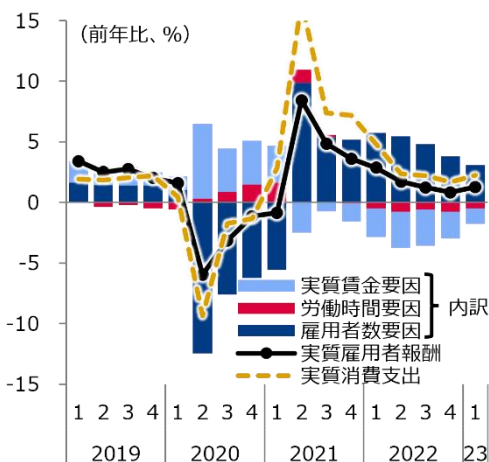 （前年比、%）
15
10
5
0
-5
-10
-15
実質賃金要因
労働時間要因
雇用者数要因
内訳
実質雇用者報酬
実質消費支出
1 2 3 4 1 2 3 4 1 2 3 4 1 2 3 4 1
2019 2020 2021 2022 23